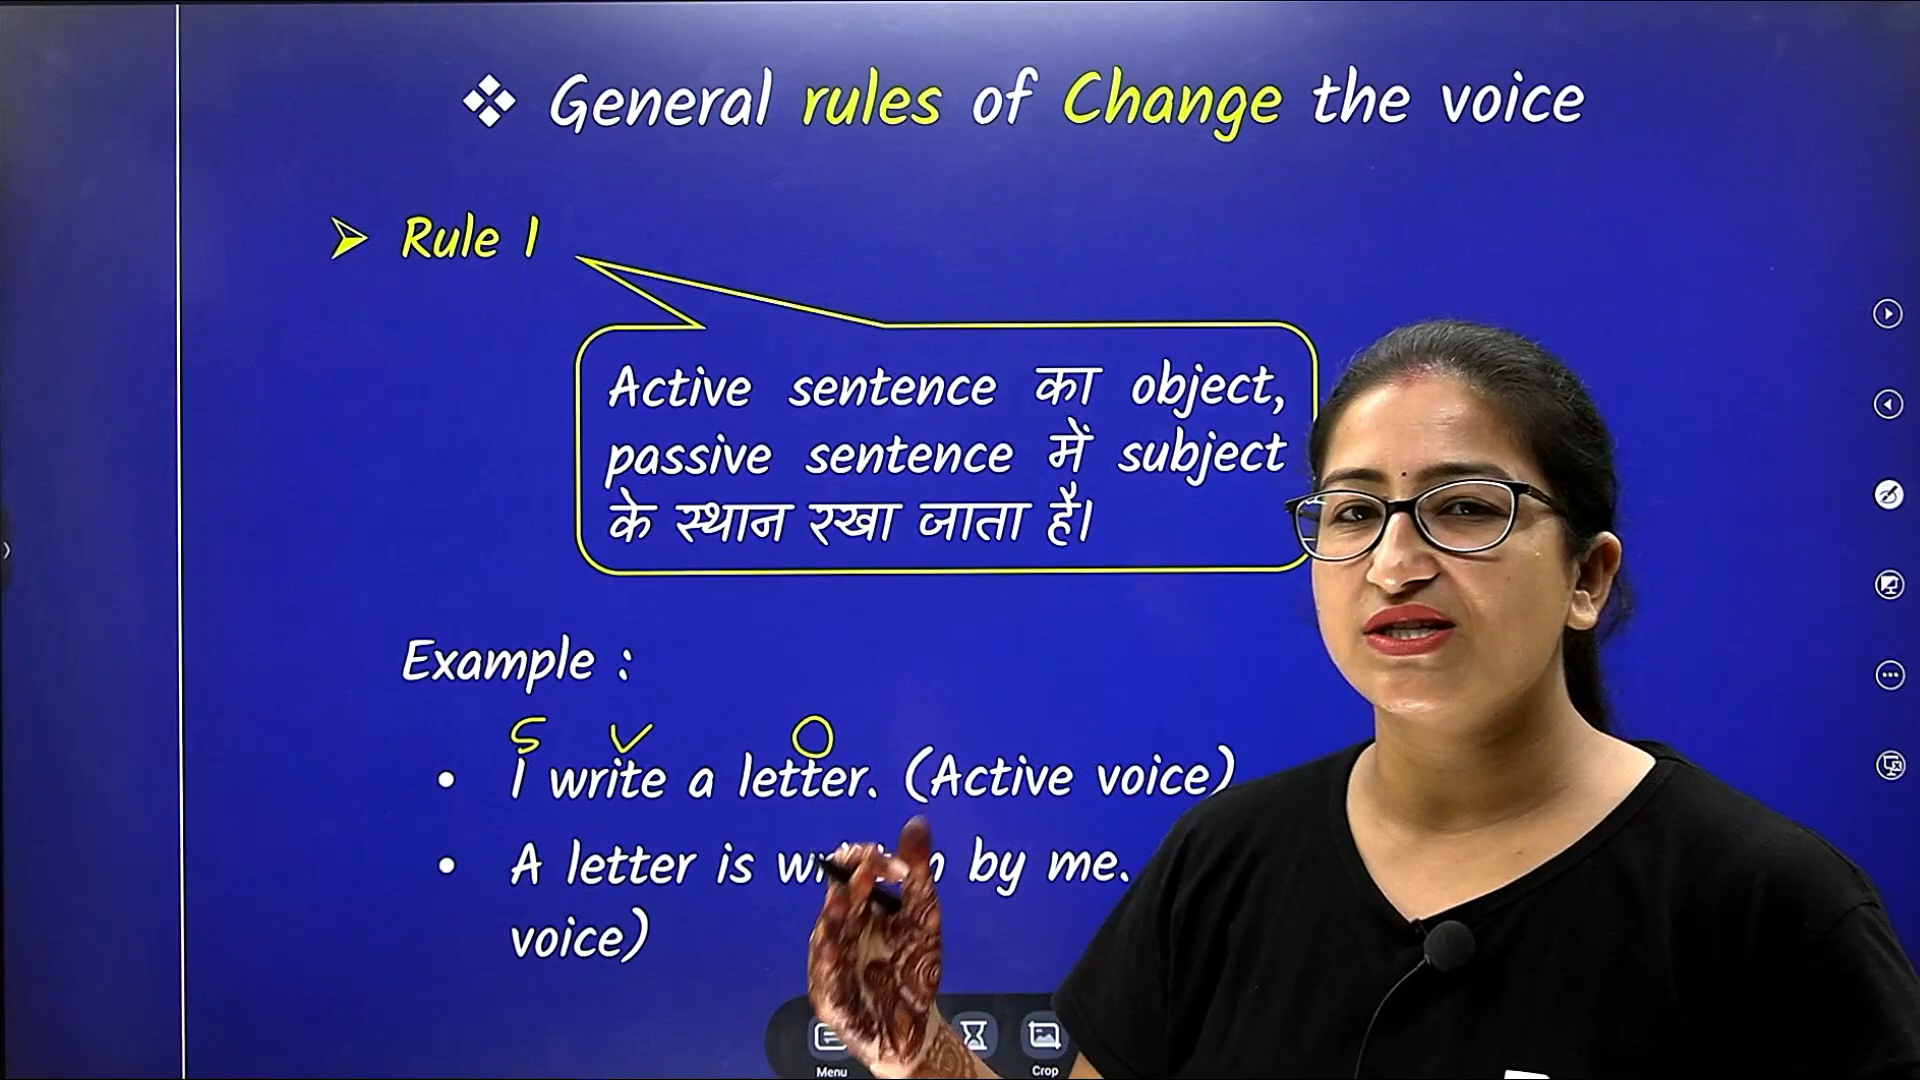 ❖ General rules of Change the voice
➢ Rule 1
Active sentence का object,
passive sentence में subject
के स्थान रखा जाता है।
Example :
S V O
• I write a letter. (Active voice)
• A letter is by me.
voice)
Menu Crop